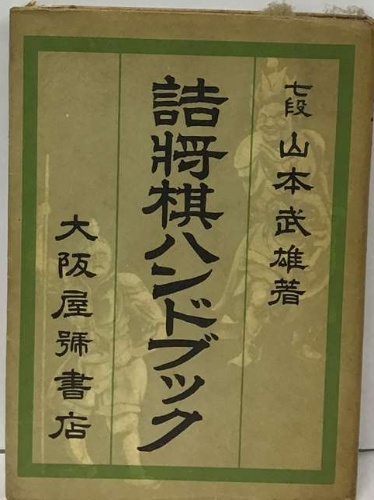 七段 山本武雄著
詰將棋ハンドブック
大阪屋號書店